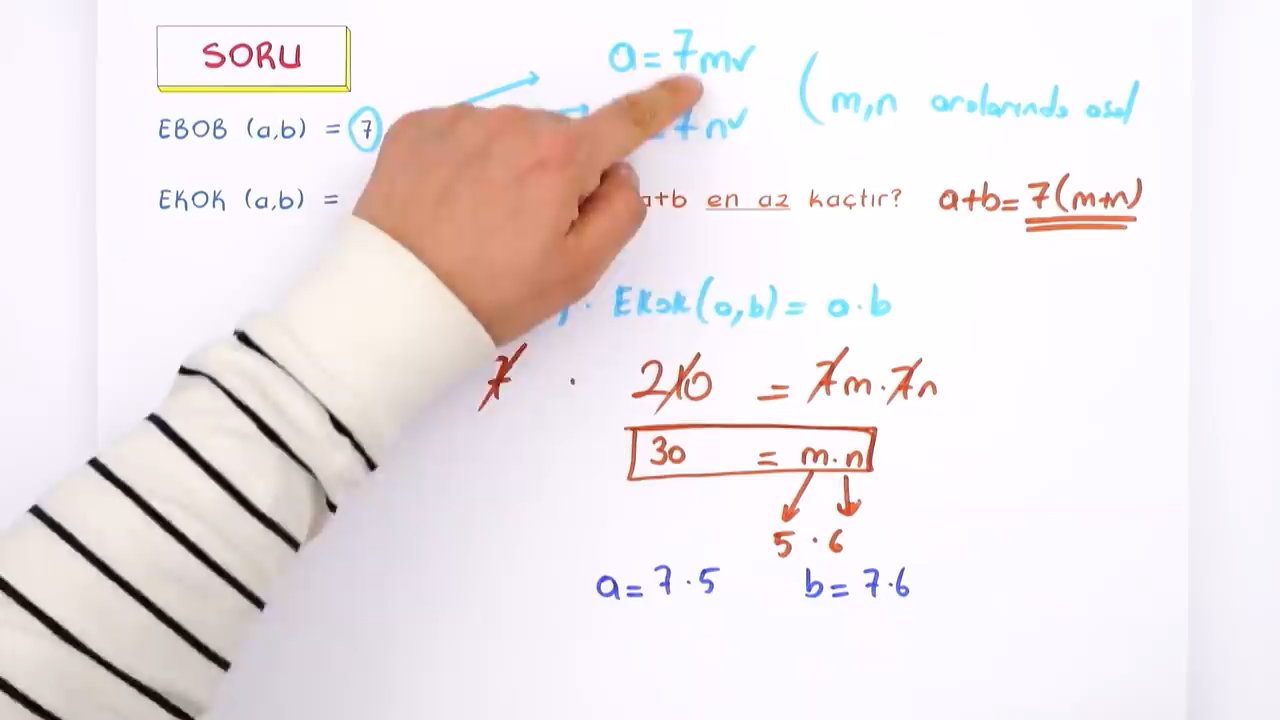 SORU
a = 7m
EBOB (a,b) = 7
= 7n
(m,n aralarında asal
EKOK (a,b) =
a+b en az kaçtır?
a+b = 7(m+n)
. Ekok(a,b) = a.b
7 . 210 = 7m.7n
30 = m.n
5 . 6
a = 7.5 b = 7.6